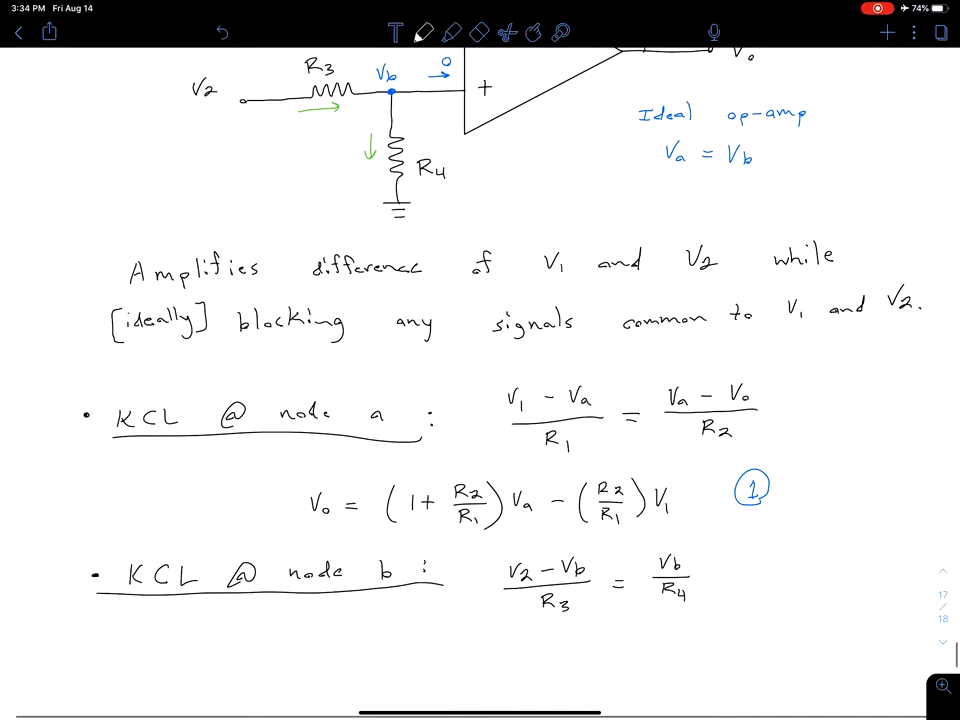 3:34 PM Fri Aug 14
74%
R3
Vb
0
V2
+
Vo
R4
Ideal op-amp
Va = Vb
Amplifies difference of V1 and V2 while
[ideally] blocking any signals common to V1 and V2.
• KCL @ node a : (V1 - Va)/R1 = (Va - Vo)/R2
Vo = (1 + R2/R1) Va - (R2/R1) V1 ①
• KCL @ node b : (V2 - Vb)/R3 = Vb/R4
17
/
18